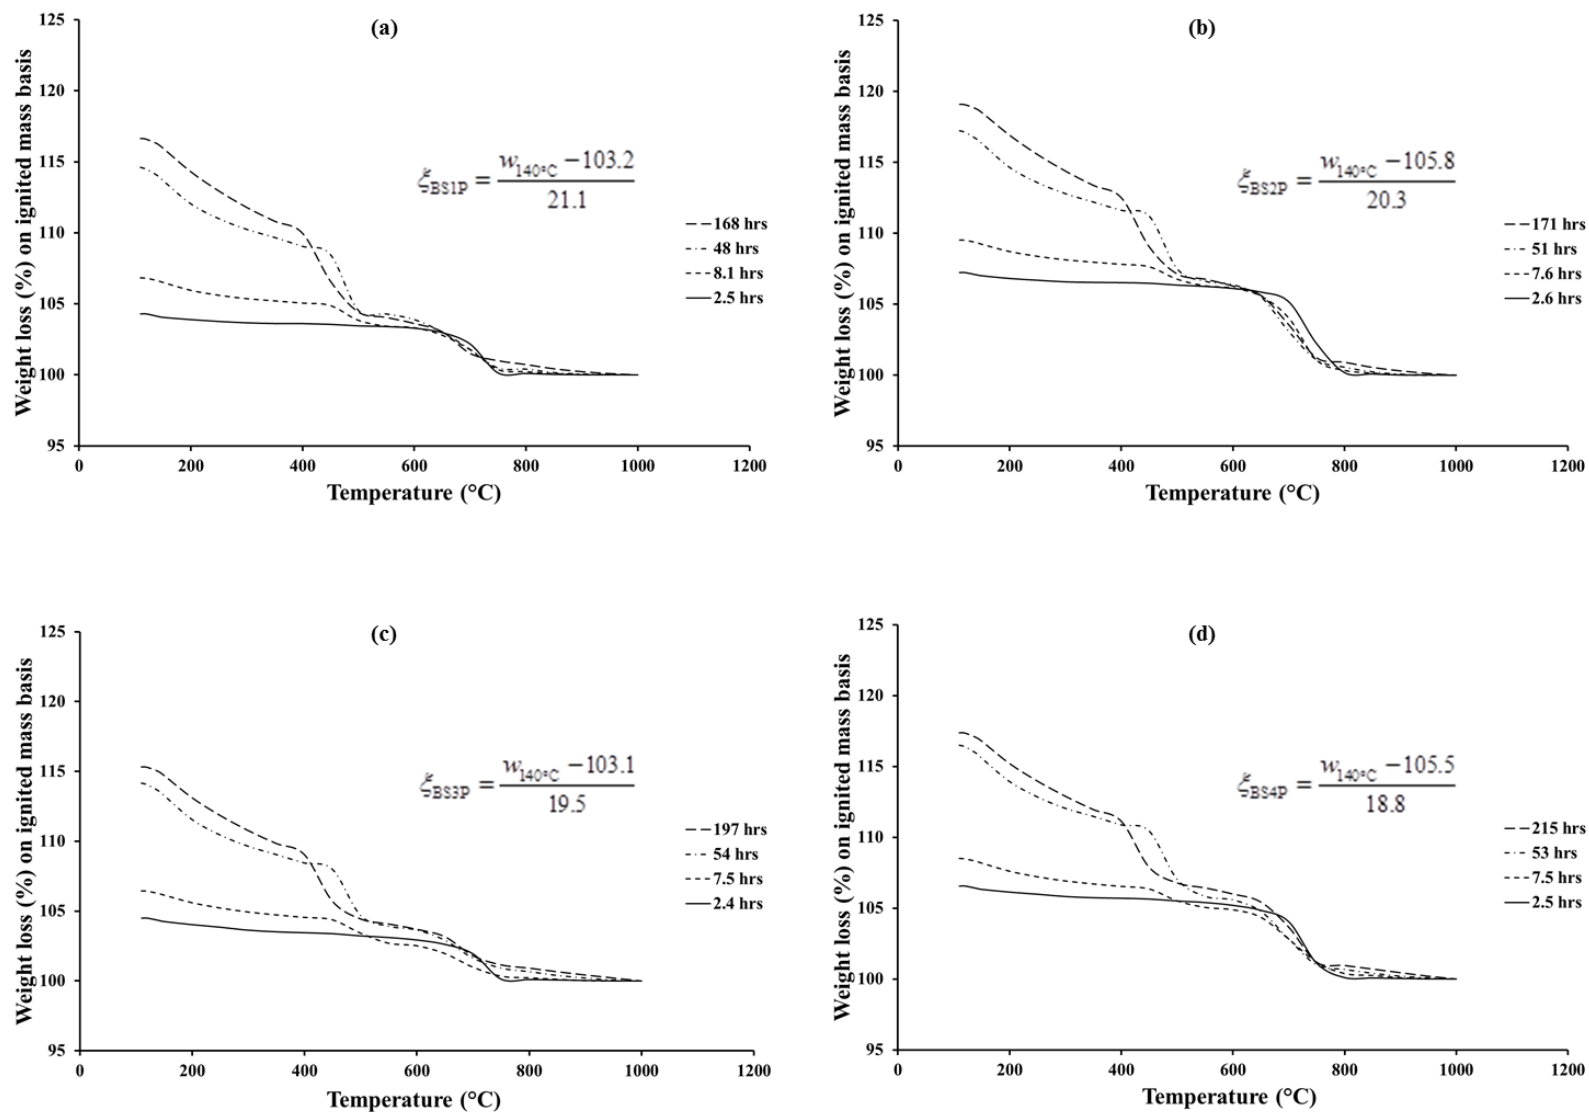 (a)
Weight loss (%) on ignited mass basis
125
120
115
110
105
100
95
ξBS1P = (w140°C −103.2) / 21.1
168 hrs
48 hrs
8.1 hrs
2.5 hrs
0 200 400 600 800 1000 1200
Temperature (°C)
(b)
Weight loss (%) on ignited mass basis
125
120
115
110
105
100
95
ξBS2P = (w140°C −105.8) / 20.3
171 hrs
51 hrs
7.6 hrs
2.6 hrs
0 200 400 600 800 1000 1200
Temperature (°C)
(c)
Weight loss (%) on ignited mass basis
125
120
115
110
105
100
95
ξBS3P = (w140°C −103.1) / 19.5
197 hrs
54 hrs
7.5 hrs
2.4 hrs
0 200 400 600 800 1000 1200
Temperature (°C)
(d)
Weight loss (%) on ignited mass basis
125
120
115
110
105
100
95
ξBS4P = (w140°C −105.5) / 18.8
215 hrs
53 hrs
7.5 hrs
2.5 hrs
0 200 400 600 800 1000 1200
Temperature (°C)